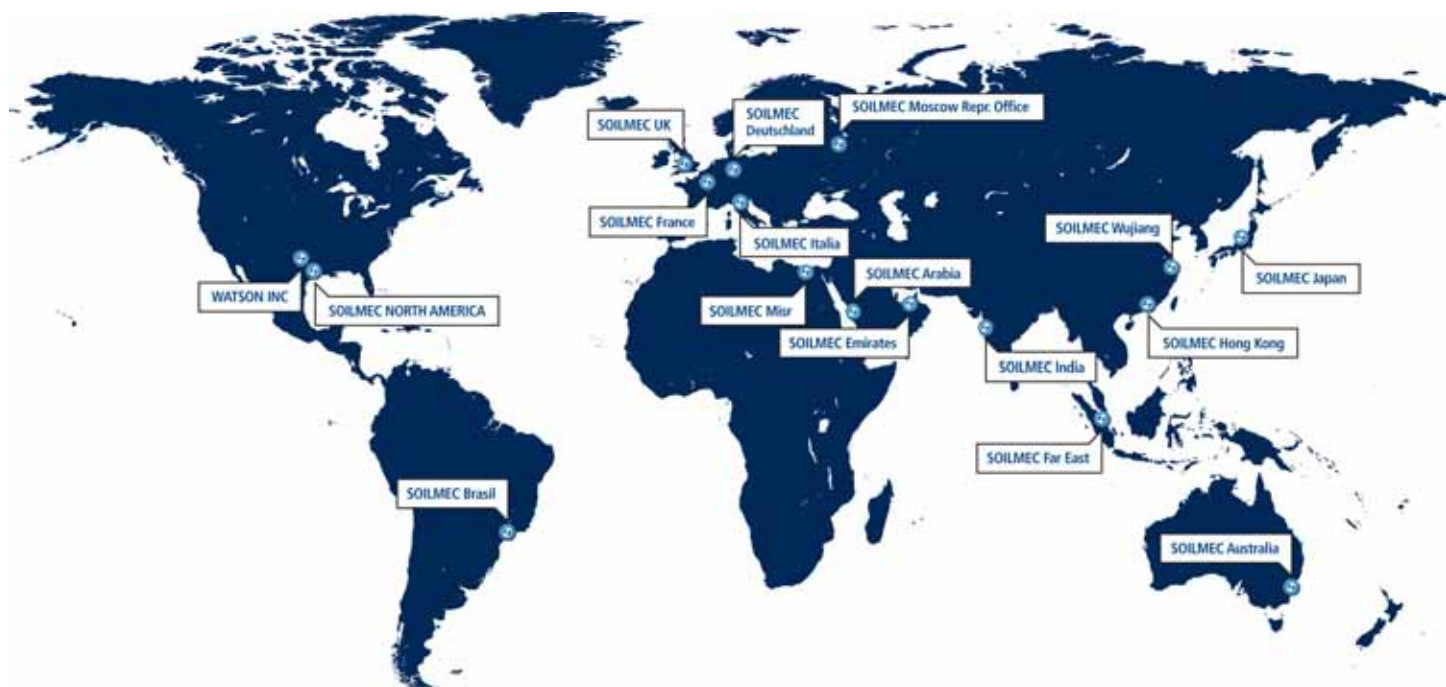 SOILMEC Moscow Repr. Office
SOILMEC
Deutschland
SOILMEC UK
SOILMEC France
SOILMEC Italia
SOILMEC Wujiang
SOILMEC Arabia
SOILMEC Japan
WATSON INC
SOILMEC NORTH AMERICA
SOILMEC Misr
SOILMEC Emirates
SOILMEC Hong Kong
SOILMEC India
SOILMEC Far East
SOILMEC Brasil
SOILMEC Australia